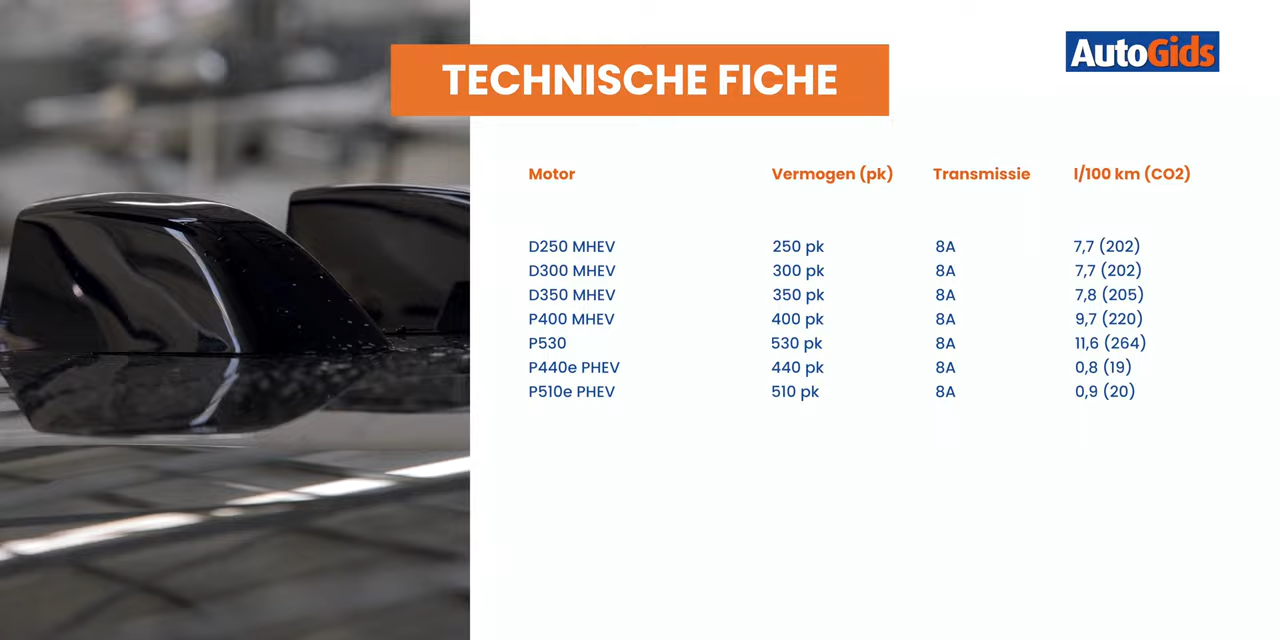 AutoGids
TECHNISCHE FICHE
Motor Vermogen (pk) Transmissie l/100 km (CO2)
D250 MHEV 250 pk 8A 7,7 (202)
D300 MHEV 300 pk 8A 7,7 (202)
D350 MHEV 350 pk 8A 7,8 (205)
P400 MHEV 400 pk 8A 9,7 (220)
P530 530 pk 8A 11,6 (264)
P440e PHEV 440 pk 8A 0,8 (19)
P510e PHEV 510 pk 8A 0,9 (20)